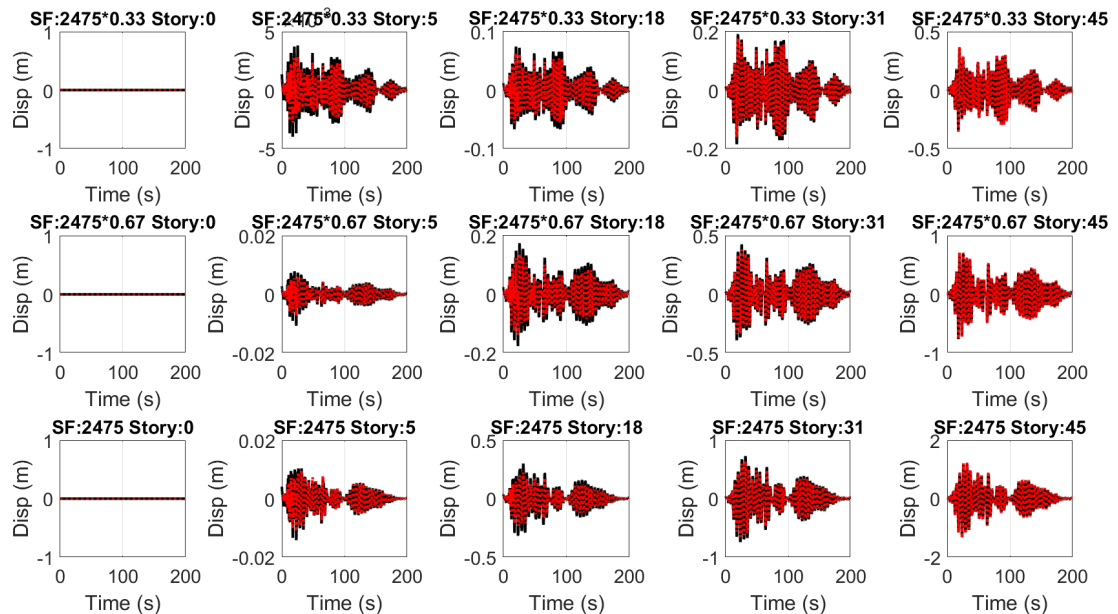 SF:2475*0.33 Story:0 SF:2475*0.33 Story:5 SF:2475*0.33 Story:18 SF:2475*0.33 Story:31 SF:2475*0.33 Story:45
1 5 0.1 0.2 0.5
Disp (m) Disp (m) Disp (m) Disp (m) Disp (m)
0 0 0 0 0
-1 -5 -0.1 -0.2 -0.5
0 100 200 0 100 200 0 100 200 0 100 200 0 100 200
Time (s) Time (s) Time (s) Time (s) Time (s)
SF:2475*0.67 Story:0 SF:2475*0.67 Story:5 SF:2475*0.67 Story:18 SF:2475*0.67 Story:31 SF:2475*0.67 Story:45
1 0.02 0.2 0.5 1
Disp (m) Disp (m) Disp (m) Disp (m) Disp (m)
0 0 0 0 0
-1 -0.02 -0.2 -0.5 -1
0 100 200 0 100 200 0 100 200 0 100 200 0 100 200
Time (s) Time (s) Time (s) Time (s) Time (s)
SF:2475 Story:0 SF:2475 Story:5 SF:2475 Story:18 SF:2475 Story:31 SF:2475 Story:45
1 0.02 0.5 1 2
Disp (m) Disp (m) Disp (m) Disp (m) Disp (m)
0 0 0 0 0
-1 -0.02 -0.5 -1 -2
0 100 200 0 100 200 0 100 200 0 100 200 0 100 200
Time (s) Time (s) Time (s) Time (s) Time (s)